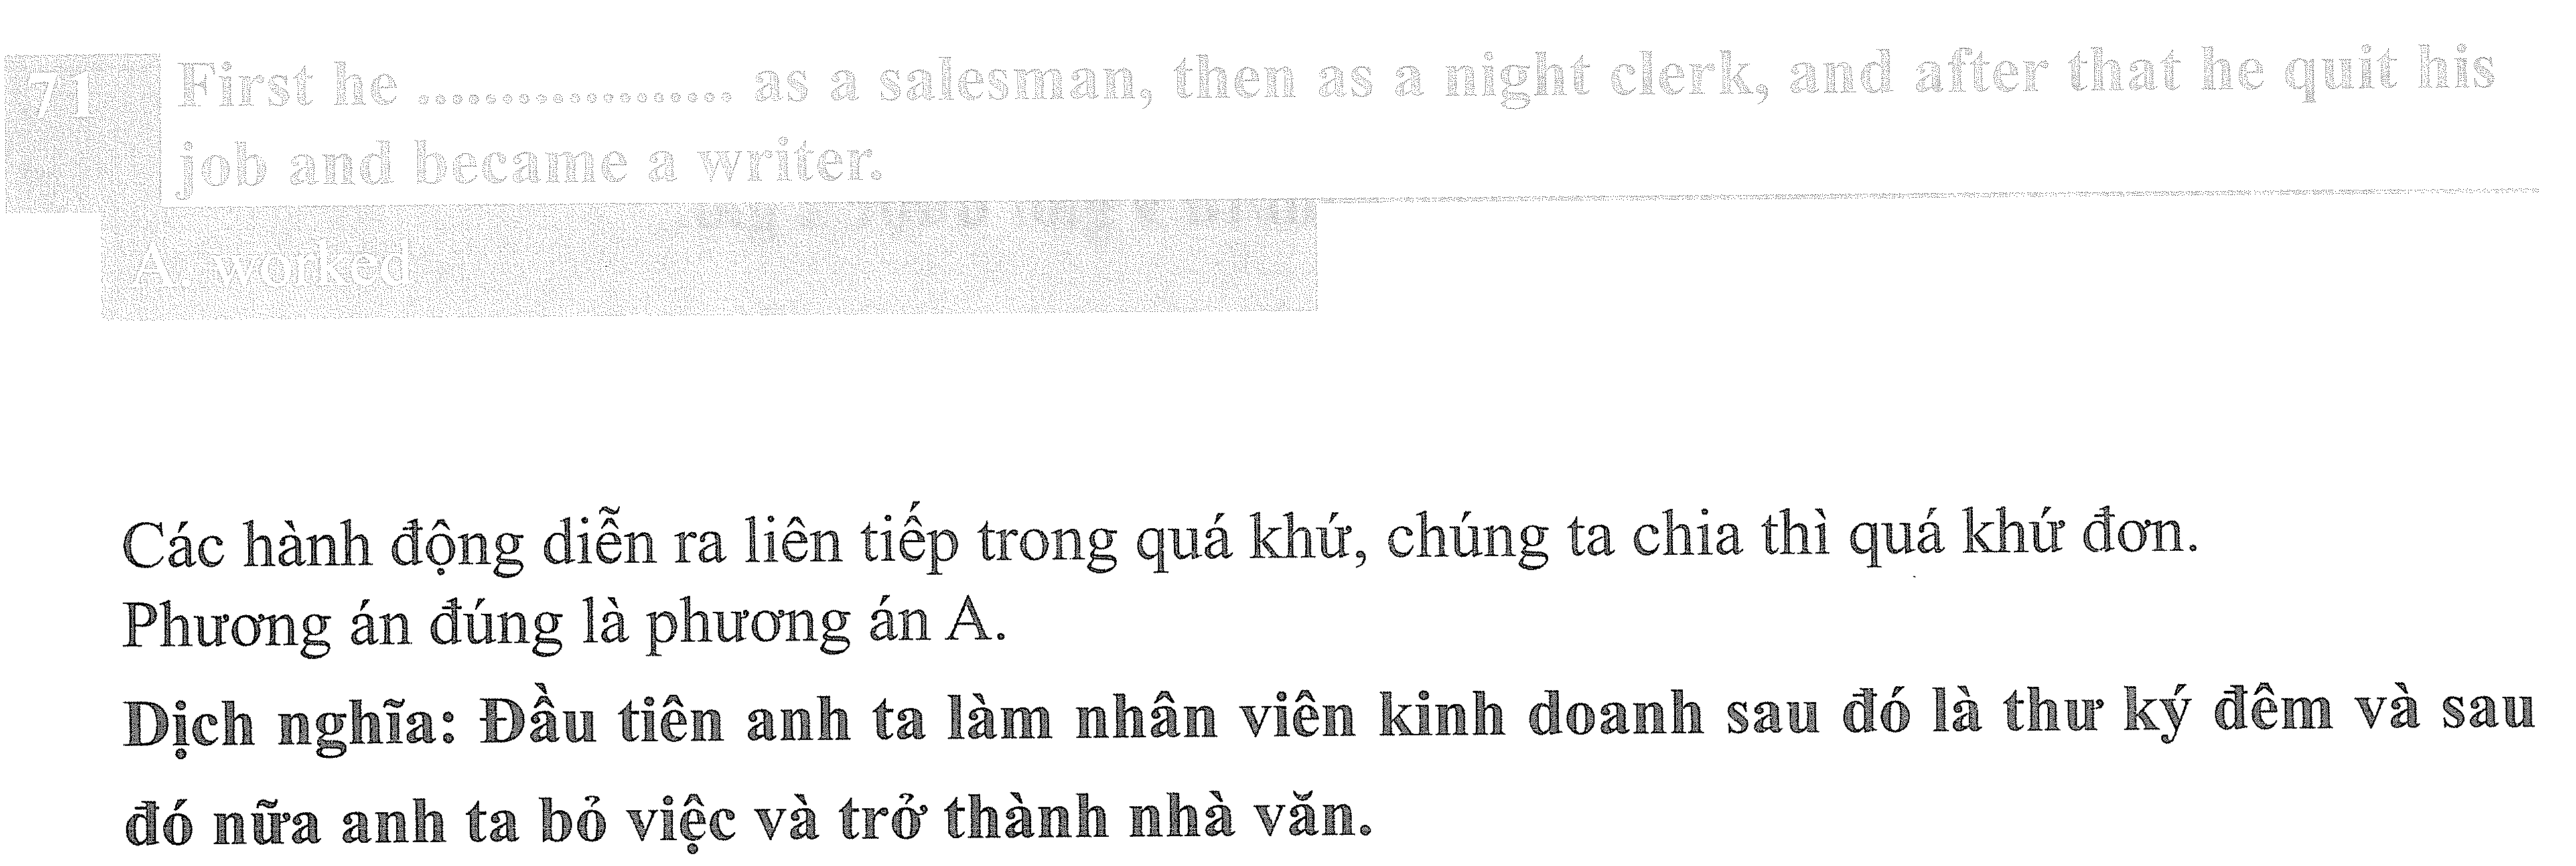 71 First he ................... as a salesman, then as a night clerk, and after that he quit his
job and became a writer.
A. worked
Các hành động diễn ra liên tiếp trong quá khứ, chúng ta chia thì quá khứ đơn.
Phương án đúng là phương án A.
Dịch nghĩa: Đầu tiên anh ta làm nhân viên kinh doanh sau đó là thư ký đêm và sau
đó nữa anh ta bỏ việc và trở thành nhà văn.